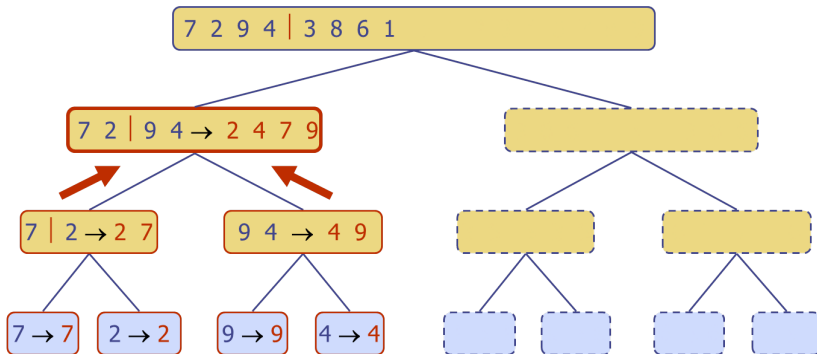 7 2 9 4 | 3 8 6 1
7 2 | 9 4 → 2 4 7 9
7 | 2 → 2 7
9 4 → 4 9
7 → 7
2 → 2
9 → 9
4 → 4